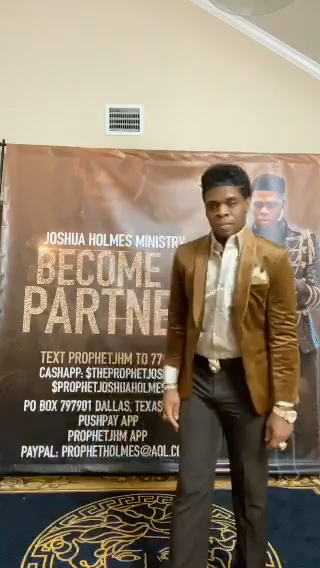 JOSHUA HOLMES MINISTRY
BECOME
PARTNE
TEXT PROPHETJHM TO 77
CASHAPP: $THEPROPHETJOS
$PROPHETJOSHUAHOLMES
PO BOX 797901 DALLAS, TEXAS
PUSHPAY APP
PROPHETJHM APP
PAYPAL: PROPHETHOLMES@AOL.CO